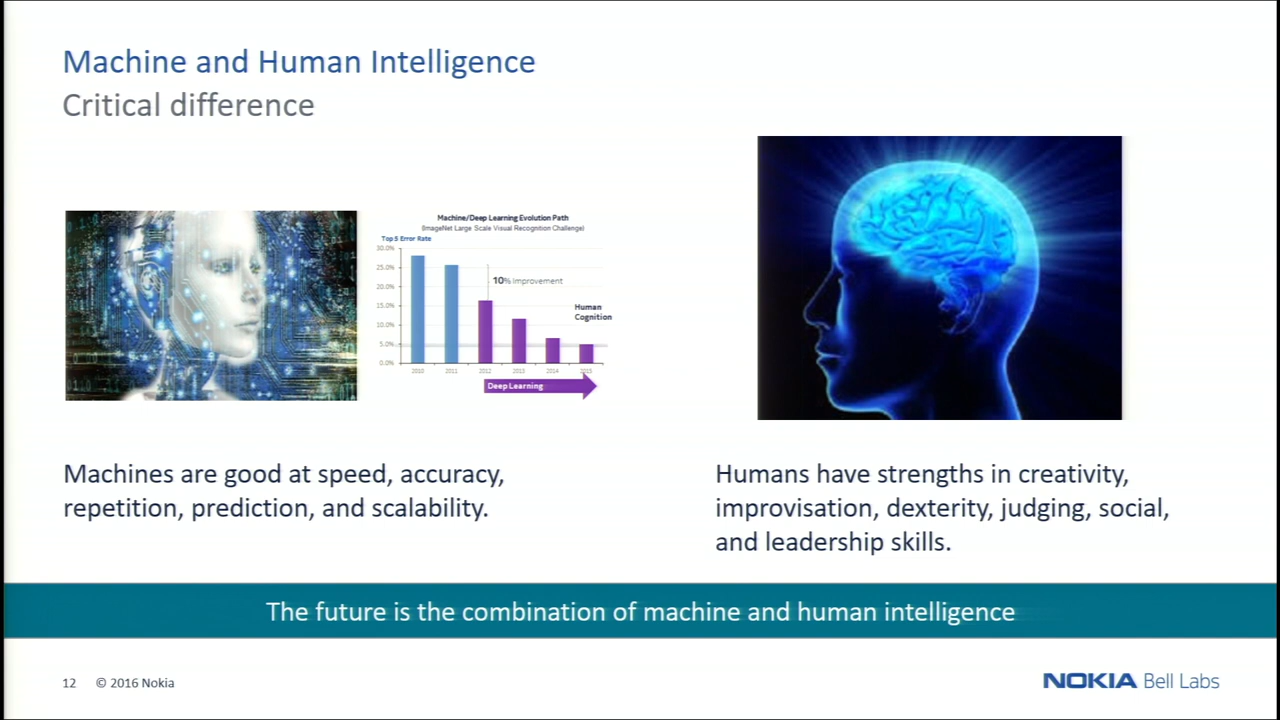 Machine and Human Intelligence
Critical difference
Machine/Deep Learning Evolution Path
(ImageNet Large Scale Visual Recognition Challenge)
Top 5 Error Rate
30.0%
25.0%
20.0%
15.0%
10.0%
5.0%
0.0%
10% Improvement
Human
Cognition
2010 2011 2012 2013 2014 2015
Deep Learning
Machines are good at speed, accuracy,
repetition, prediction, and scalability.
Humans have strengths in creativity,
improvisation, dexterity, judging, social,
and leadership skills.
The future is the combination of machine and human intelligence
12 © 2016 Nokia
NOKIA Bell Labs